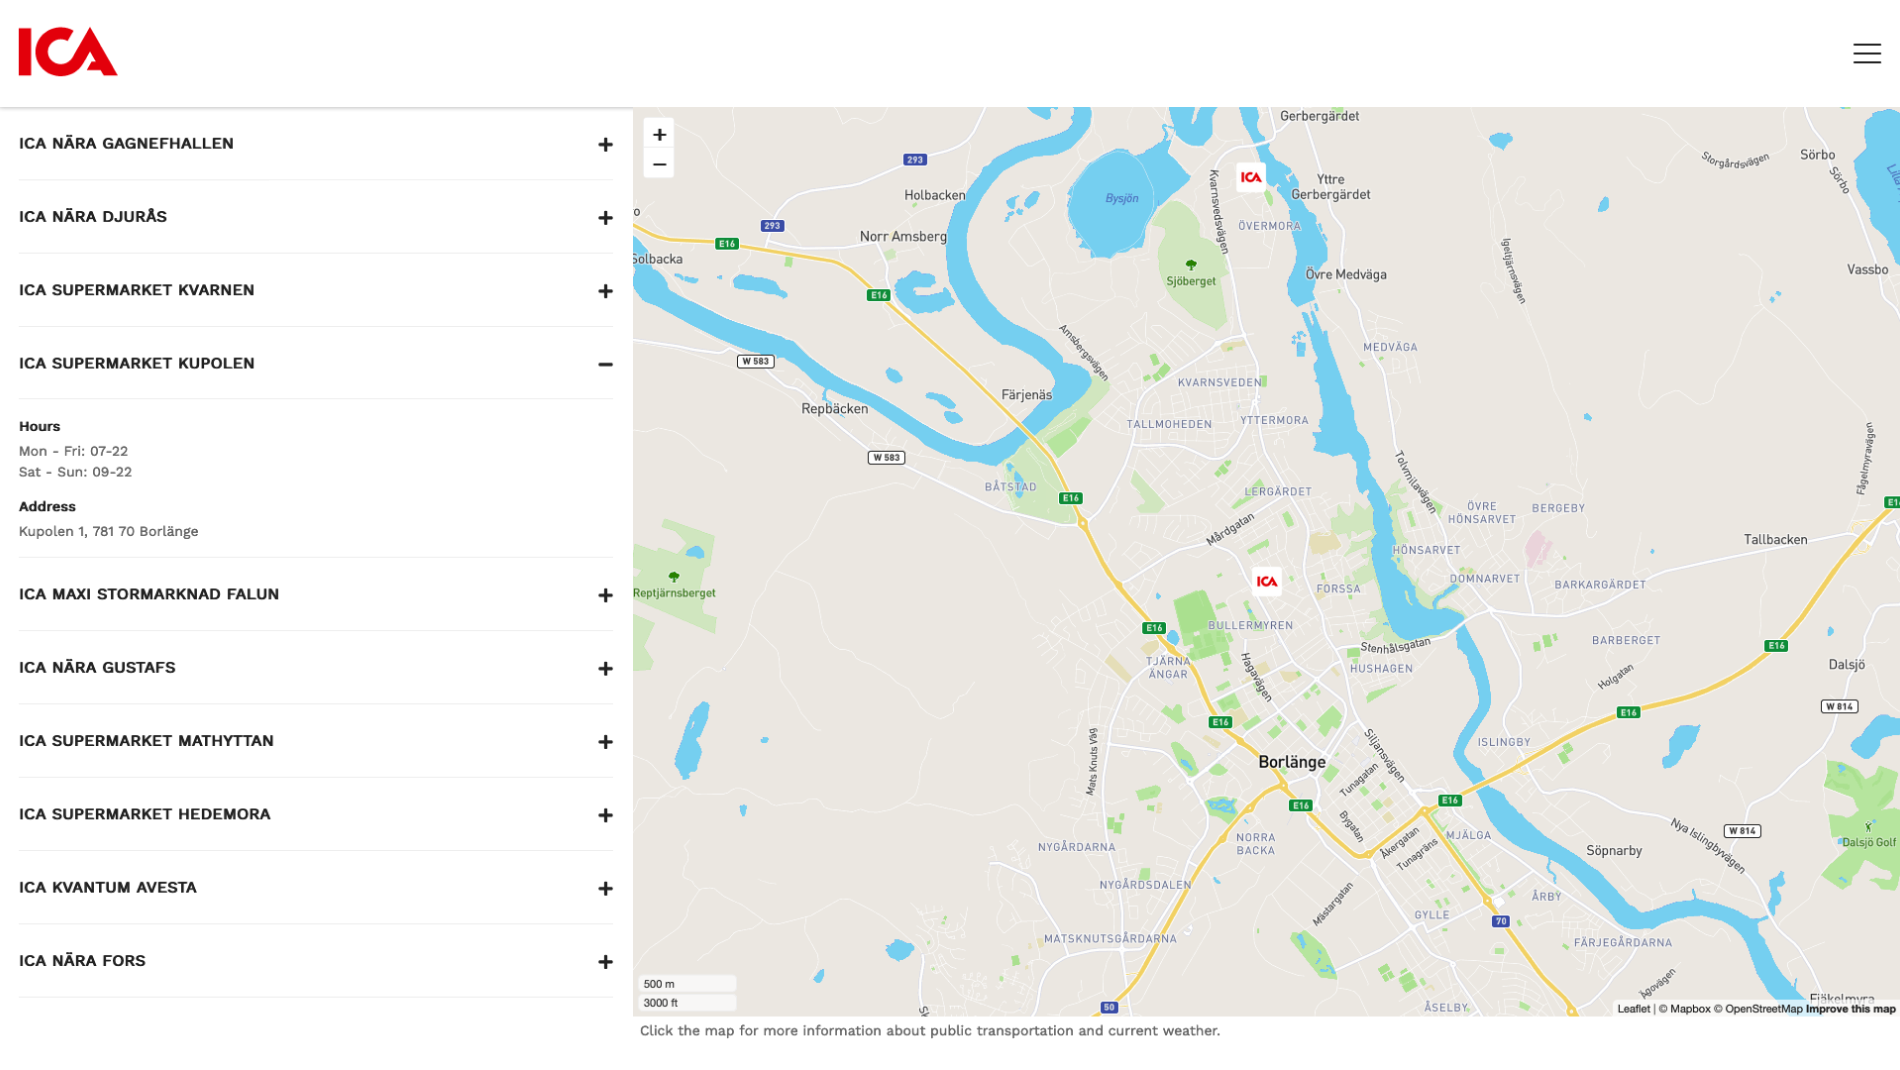 ICA
ICA NÄRA GAGNEFHALLEN
ICA NÄRA DJURÅS
ICA SUPERMARKET KVARNEN
ICA SUPERMARKET KUPOLEN
Hours
Mon - Fri: 07-22
Sat - Sun: 09-22
Address
Kupolen 1, 781 70 Borlänge
ICA MAXI STORMARKNAD FALUN
ICA NÄRA GUSTAFS
ICA SUPERMARKET MATHYTTAN
ICA SUPERMARKET HEDEMORA
ICA KVANTUM AVESTA
ICA NÄRA FORS
+
−
Gerbergärdet
293
Holbacken
Bysjön
ICA
Kvarnsvedsvägen
Yttre
Gerbergärdet
Storgårdsvägen
Sörbo
Sörbo
293
E16
Norr Amsberg
ÖVERMORA
Solbacka
Sjöberget
Övre Medväga
Igeltjärnsvägen
Vassbo
E16
W 583
Amsbergsvägen
MEDVÄGA
KVARNSVEDEN
Färjenäs
Repbäcken
TALLMOHEDEN
YTTERMORA
W 583
BÅTSTAD
E16
LERGÄRDET
Tolvmilavägen
Fågelmyravägen
ÖVRE
HÖNSARVET
BERGEBY
E1
Mårdgatan
Tallbacken
HÖNSARVET
ICA
FORSSA
DOMNARVET
BARKARGÄRDET
Reptjärnsberget
E16
BULLERMYREN
Stenhålsgatan
BARBERGET
E16
TJÄRNA
ÄNGAR
Hagavägen
HUSHAGEN
Holgatan
Dalsjö
E16
E16
W 814
Mats Knuts Väg
Siljansvägen
ISLINGBY
Borlänge
Tunagatan
E16
E16
Bygatan
Åkergatan
Tunagräns
MJÄLGA
Nya Islingbyvägen
W 814
Dalsjö Golf
NORRA
BACKA
NYGÅRDARNA
Söpnarby
NYGÅRDSDALEN
Mästargatan
ÅRBY
GYLLE
70
MATSKNUTSGÅRDARNA
FÄRJEGÅRDARNA
Ågovägen
500 m
3000 ft
50
ÅSELBY
Fjäkelmyra
Leaflet | © Mapbox © OpenStreetMap Improve this map
Click the map for more information about public transportation and current weather.